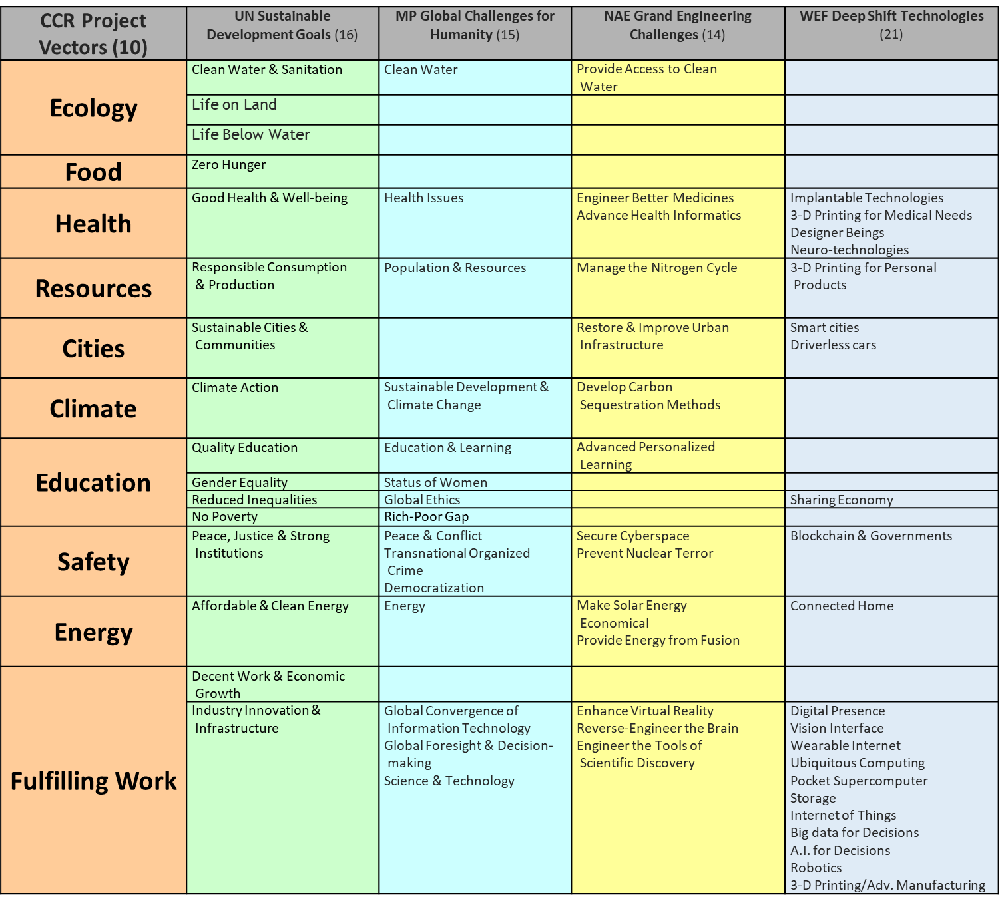 CCR Project
Vectors (10)
UN Sustainable
Development Goals (16)
MP Global Challenges for
Humanity (15)
NAE Grand Engineering
Challenges (14)
WEF Deep Shift Technologies
(21)
Ecology
Clean Water & Sanitation
Clean Water
Provide Access to Clean
Water
Life on Land
Life Below Water
Food
Zero Hunger
Health
Good Health & Well-being
Health Issues
Engineer Better Medicines
Advance Health Informatics
Implantable Technologies
3-D Printing for Medical Needs
Designer Beings
Neuro-technologies
Resources
Responsible Consumption
& Production
Population & Resources
Manage the Nitrogen Cycle
3-D Printing for Personal
Products
Cities
Sustainable Cities &
Communities
Restore & Improve Urban
Infrastructure
Smart cities
Driverless cars
Climate
Climate Action
Sustainable Development &
Climate Change
Develop Carbon
Sequestration Methods
Education
Quality Education
Education & Learning
Advanced Personalized
Learning
Gender Equality
Status of Women
Reduced Inequalities
Global Ethics
Sharing Economy
No Poverty
Rich-Poor Gap
Safety
Peace, Justice & Strong
Institutions
Peace & Conflict
Transnational Organized
Crime
Democratization
Secure Cyberspace
Prevent Nuclear Terror
Blockchain & Governments
Energy
Affordable & Clean Energy
Energy
Make Solar Energy
Economical
Provide Energy from Fusion
Connected Home
Fulfilling Work
Decent Work & Economic
Growth
Industry Innovation &
Infrastructure
Global Convergence of
Information Technology
Global Foresight & Decision-
making
Science & Technology
Enhance Virtual Reality
Reverse-Engineer the Brain
Engineer the Tools of
Scientific Discovery
Digital Presence
Vision Interface
Wearable Internet
Ubiquitous Computing
Pocket Supercomputer
Storage
Internet of Things
Big data for Decisions
A.I. for Decisions
Robotics
3-D Printing/Adv. Manufacturing